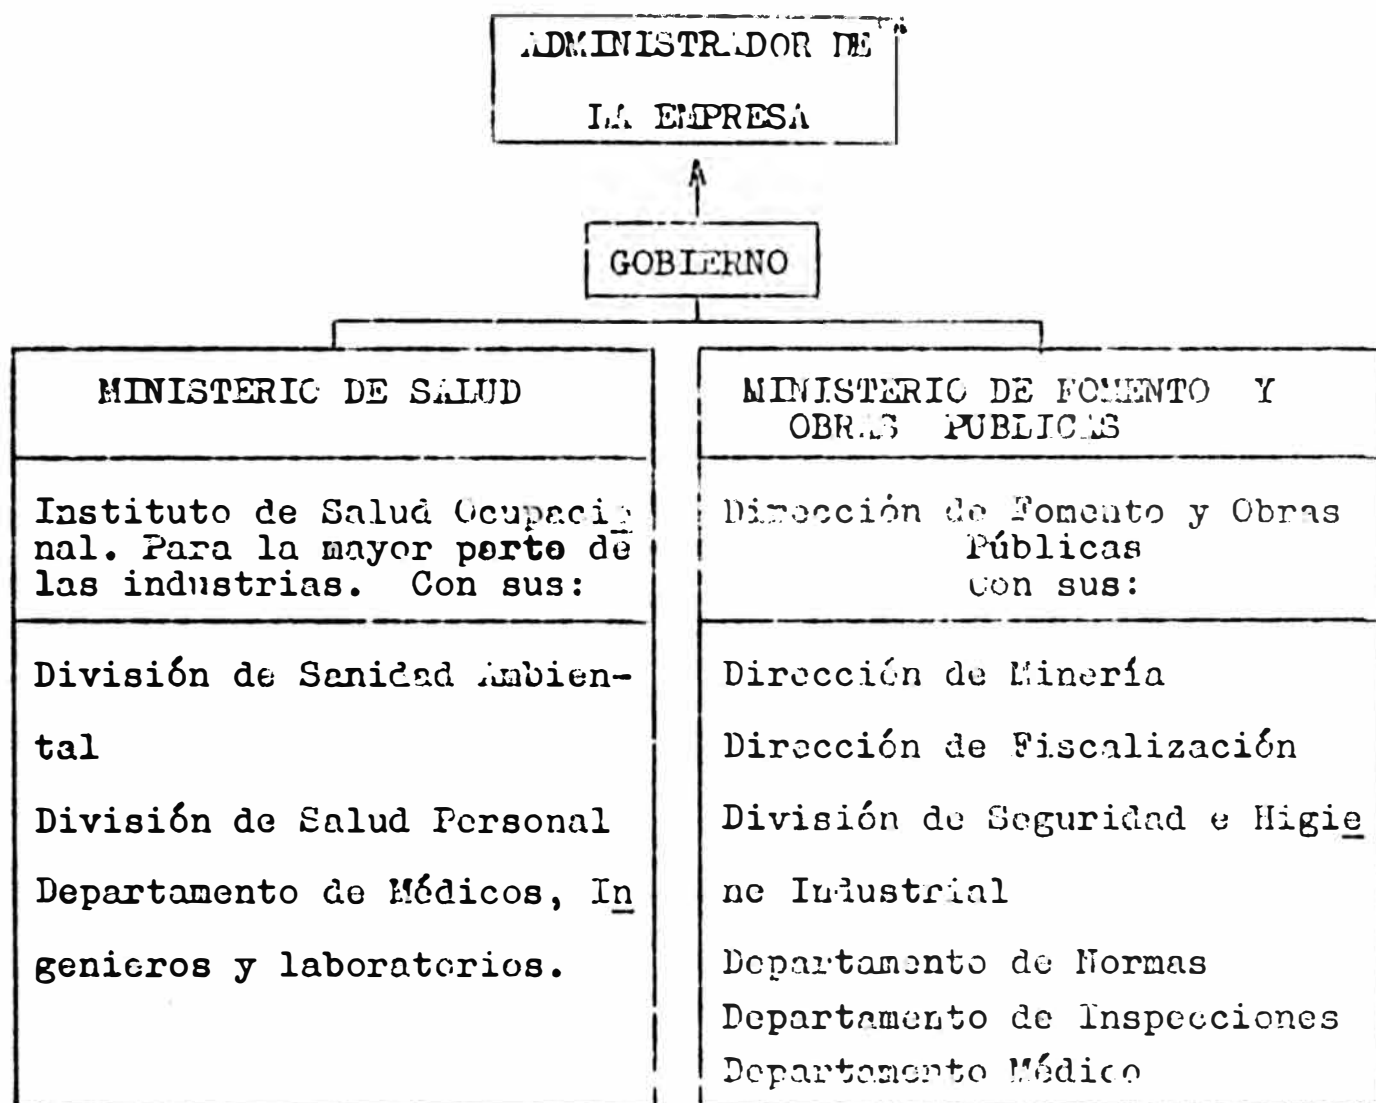 ADMINISTRADOR DE
LA EMPRESA
GOBIERNO
MINISTERIO DE SALUD
Instituto de Salud Ocupacio
nal. Para la mayor parte de
las industrias. Con sus:
División de Sanidad Ambien-
tal
División de Salud Personal
Departamento de Médicos, In
genieros y laboratorios.
MINISTERIO DE FOMENTO Y
OBRAS PUBLICAS
Dirección de Fomento y Obras
Públicas
Con sus:
Dirección de Minería
Dirección de Fiscalización
División de Seguridad e Higie
ne Industrial
Departamento de Normas
Departamento de Inspecciones
Departamento Médico